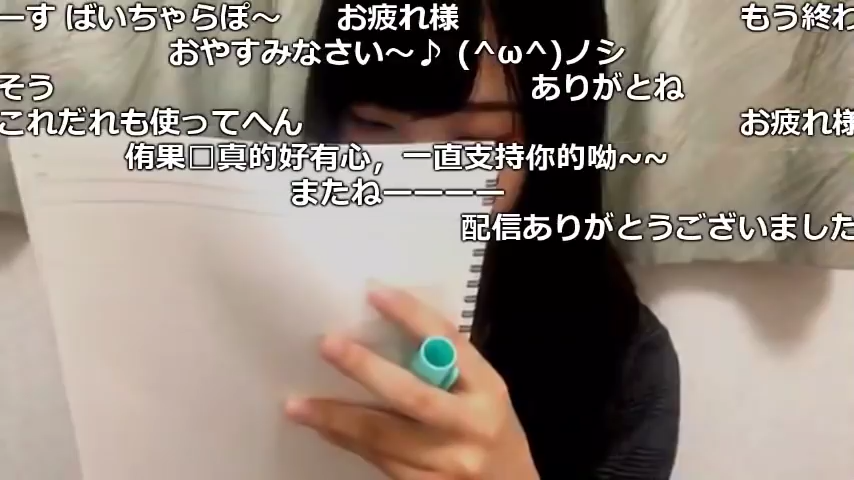 ーす ばいちゃらぽ～ お疲れ様 もう終わ
おやすみなさい～♪ (^ω^)ノシ
そう ありがとね
これだれも使ってへん お疲れ様
侑果□真的好有心，一直支持你的呦~~
またねーーーー
配信ありがとうございました